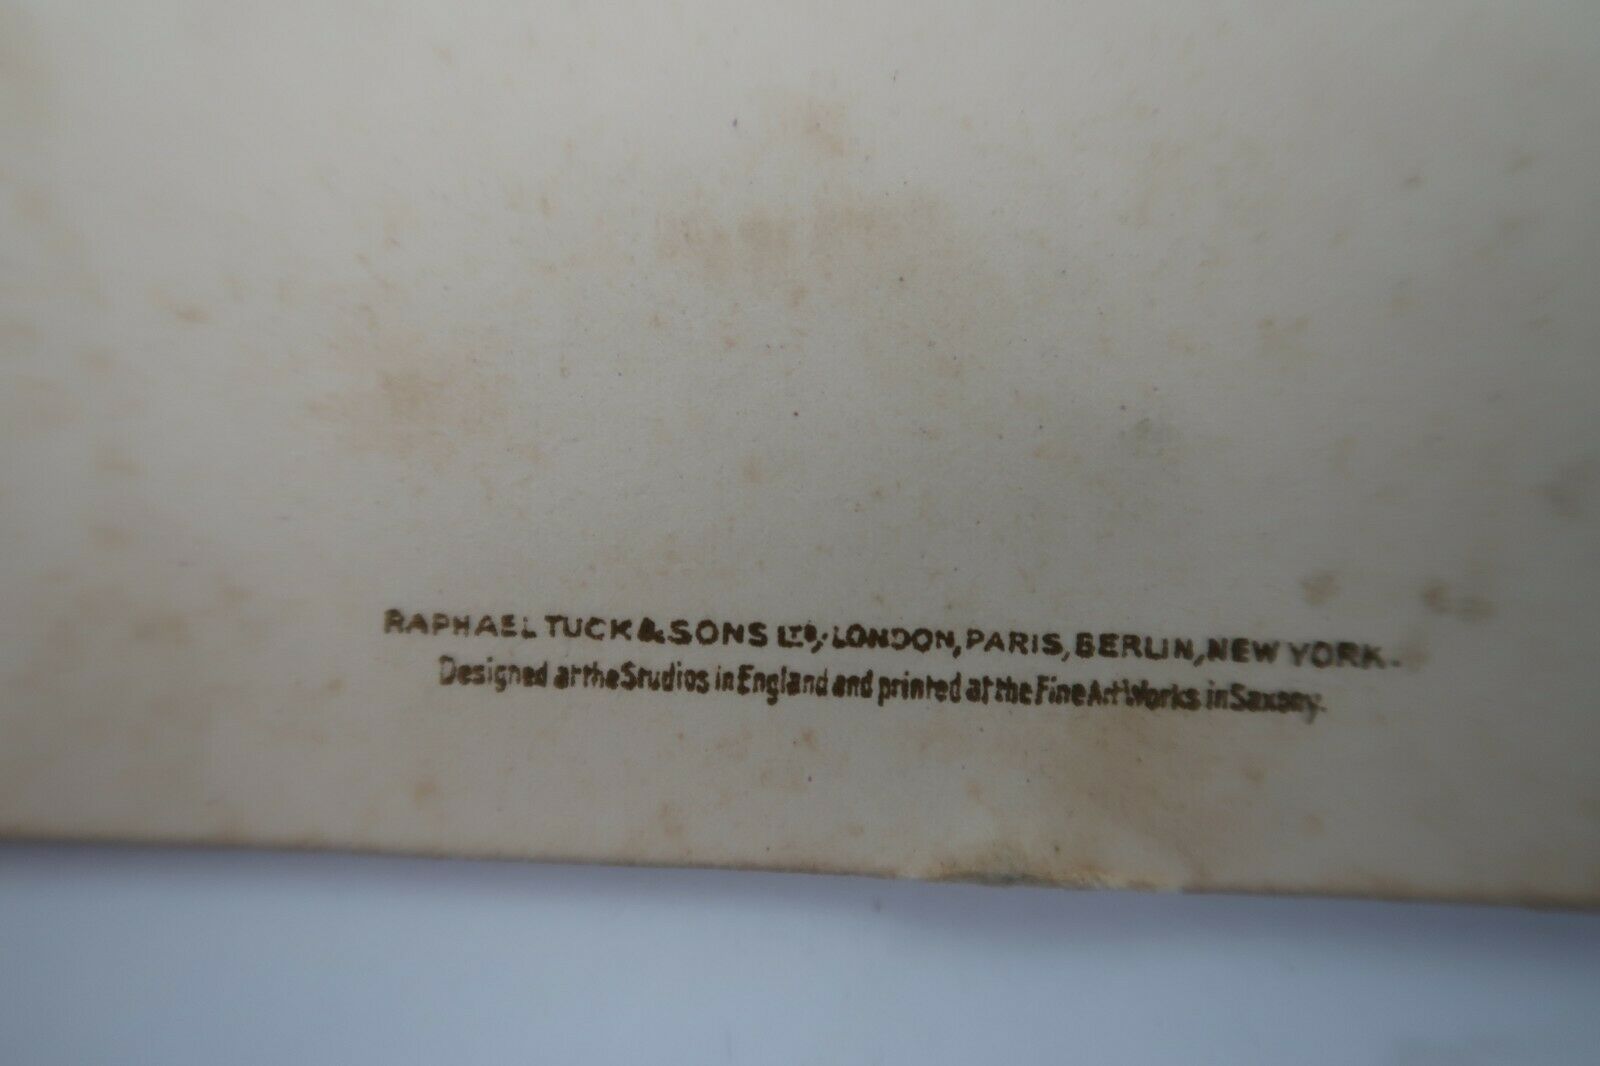 RAPHAEL TUCK & SONS LTD, LONDON, PARIS, BERLIN, NEW YORK.
Designed at the Studios in England and printed at the Fine Art Works in Saxony.